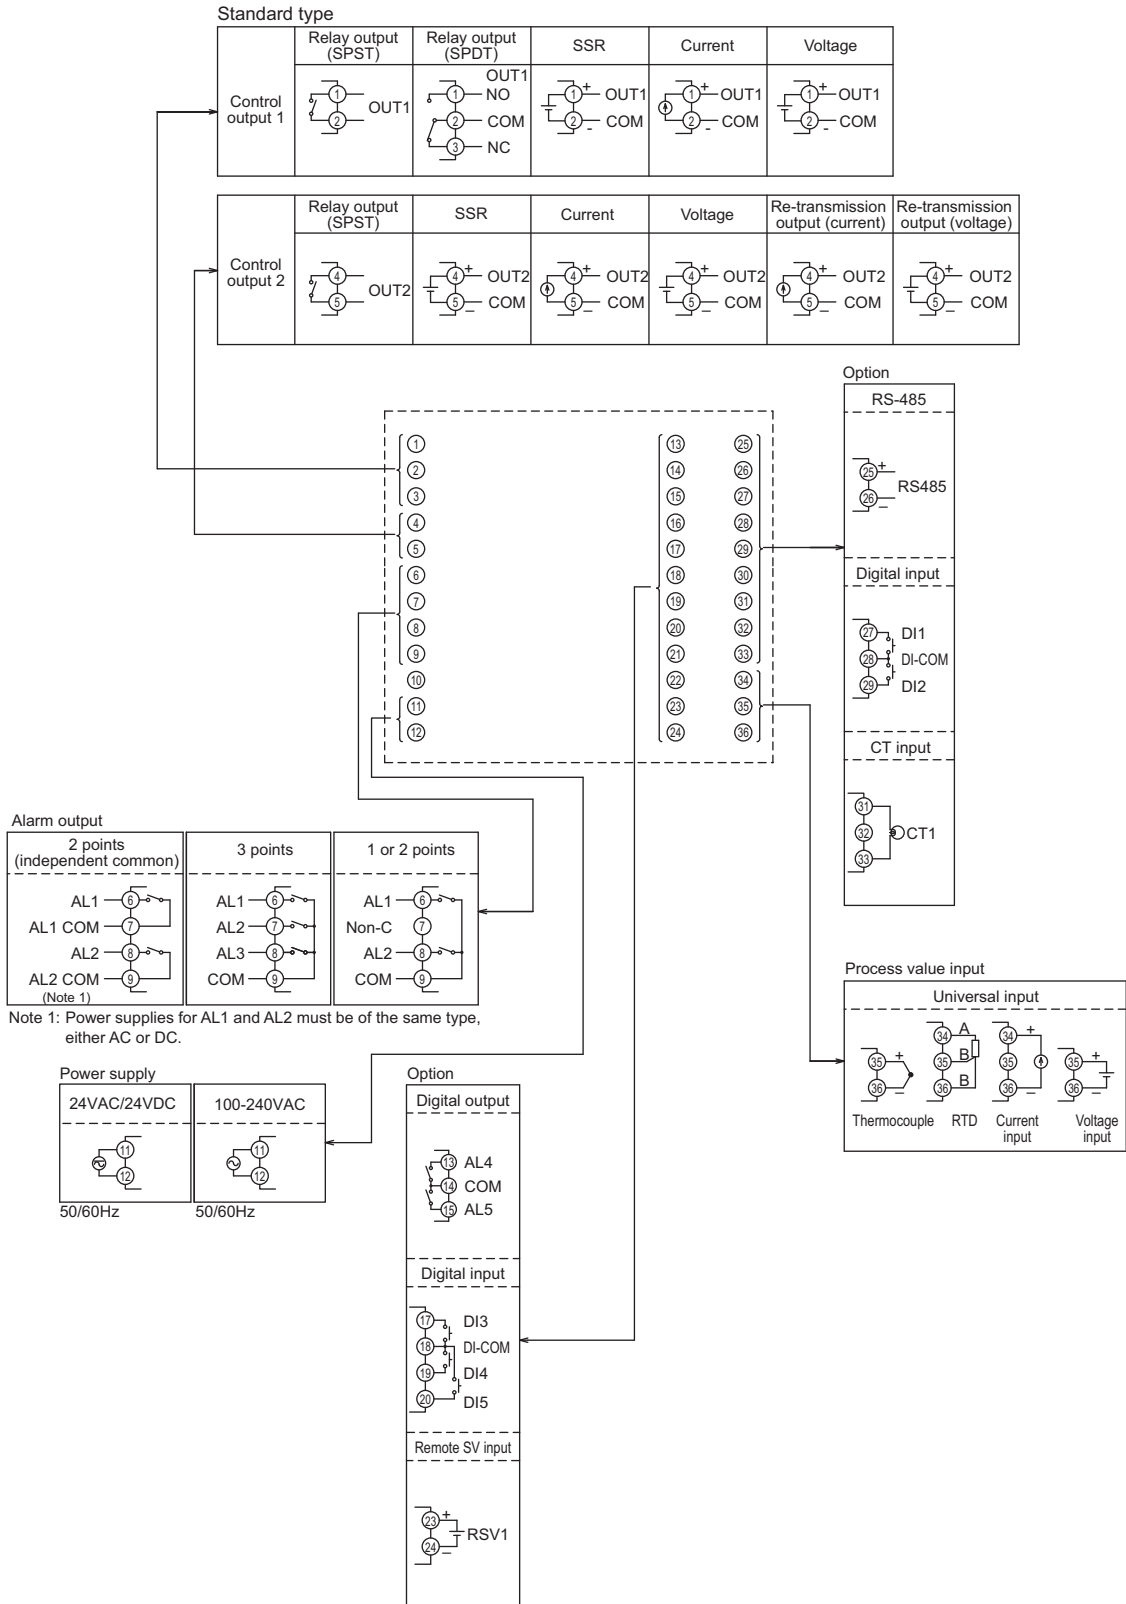 Standard type
Relay output (SPST)
Relay output (SPDT)
SSR
Current
Voltage
Control output 1
1
2
OUT1
OUT1
1
NO
2
COM
3
NC
1
+
OUT1
2
-
COM
1
+
OUT1
2
-
COM
1
+
OUT1
2
-
COM
Relay output (SPST)
SSR
Current
Voltage
Re-transmission output (current)
Re-transmission output (voltage)
Control output 2
4
5
OUT2
4
+
OUT2
5
–
COM
4
+
OUT2
5
–
COM
4
+
OUT2
5
–
COM
4
+
OUT2
5
–
COM
4
+
OUT2
5
–
COM
1
2
3
4
5
6
7
8
9
10
11
12
13
14
15
16
17
18
19
20
21
22
23
24
25
26
27
28
29
30
31
32
33
34
35
36
Option
RS-485
25
+
26
–
RS485
Digital input
27
DI1
28
DI-COM
29
DI2
CT input
31
32
33
CT1
Alarm output
2 points
(independent common)
AL1
6
AL1 COM
7
AL2
8
AL2 COM
9
(Note 1)
3 points
AL1
6
AL2
7
AL3
8
COM
9
1 or 2 points
AL1
6
Non-C
7
AL2
8
COM
9
Note 1: Power supplies for AL1 and AL2 must be of the same type,
either AC or DC.
Process value input
Universal input
35
+
36
–
Thermocouple
34
A
35
B
36
B
RTD
34
+
35
36
–
Current input
35
+
36
–
Voltage input
Power supply
24VAC/24VDC
11
12
50/60Hz
100-240VAC
11
12
50/60Hz
Option
Digital output
13
AL4
14
COM
15
AL5
Digital input
17
DI3
18
DI-COM
19
DI4
20
DI5
Remote SV input
23
+
24
–
RSV1